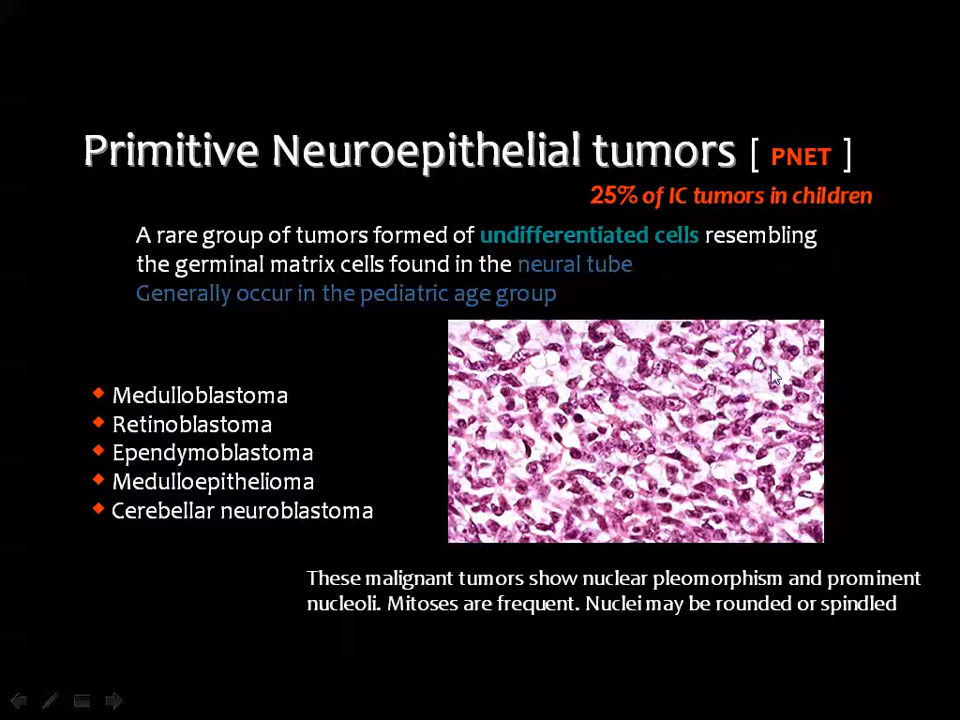 Primitive Neuroepithelial tumors [ PNET ]
25% of IC tumors in children
A rare group of tumors formed of undifferentiated cells resembling
the germinal matrix cells found in the neural tube
Generally occur in the pediatric age group
Medulloblastoma
Retinoblastoma
Ependymoblastoma
Medulloepithelioma
Cerebellar neuroblastoma
These malignant tumors show nuclear pleomorphism and prominent
nucleoli. Mitoses are frequent. Nuclei may be rounded or spindled